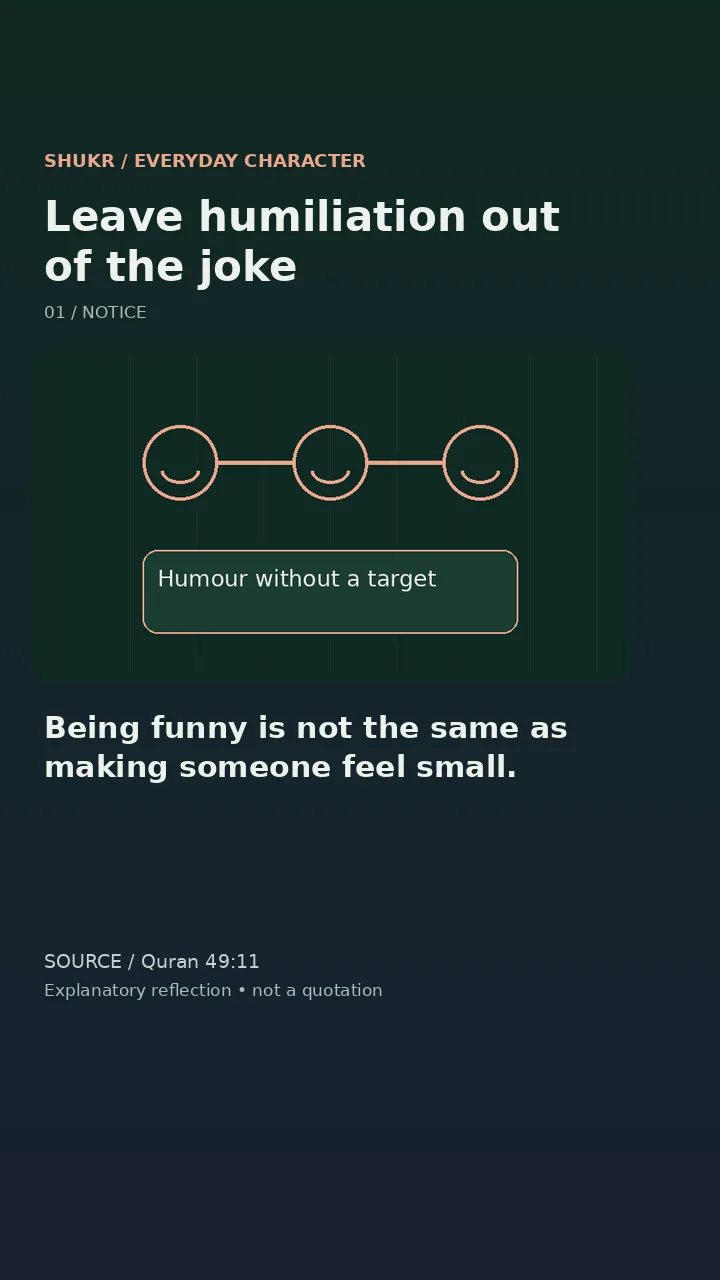 SHUKR / EVERYDAY CHARACTER
Leave humiliation out
of the joke
01 / NOTICE
Humour without a target
Being funny is not the same as
making someone feel small.
SOURCE / Quran 49:11
Explanatory reflection • not a quotation